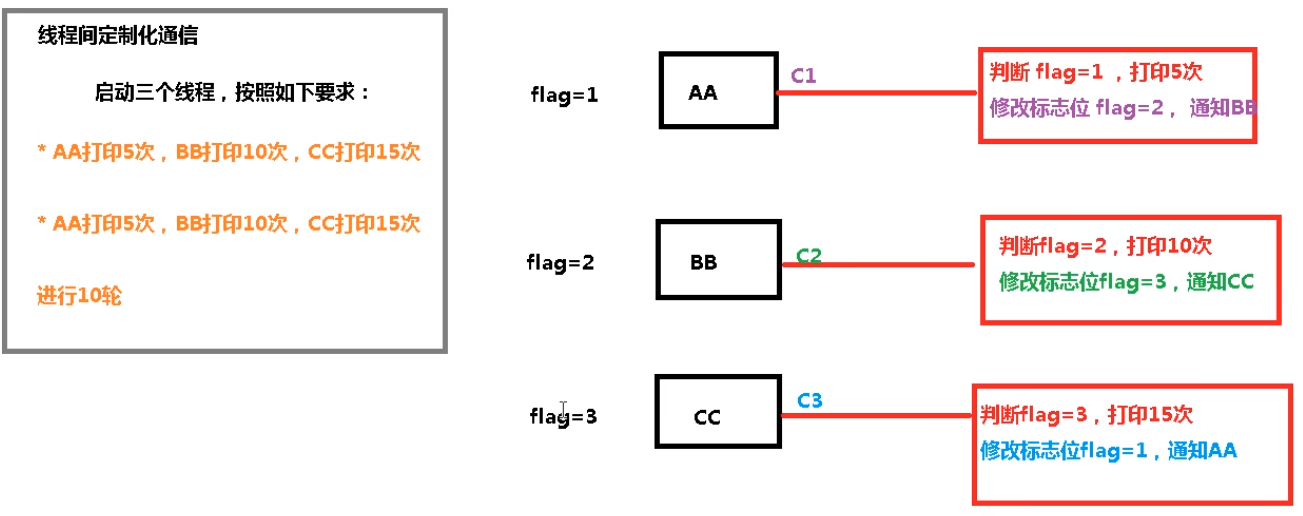 线程间定制化通信
启动三个线程，按照如下要求：
* AA打印5次，BB打印10次，CC打印15次
* AA打印5次，BB打印10次，CC打印15次
进行10轮
flag=1
AA
C1
判断 flag=1 ，打印5次
修改标志位 flag=2， 通知BB
flag=2
BB
C2
判断flag=2，打印10次
修改标志位flag=3，通知CC
flag=3
CC
C3
判断flag=3，打印15次
修改标志位flag=1，通知AA